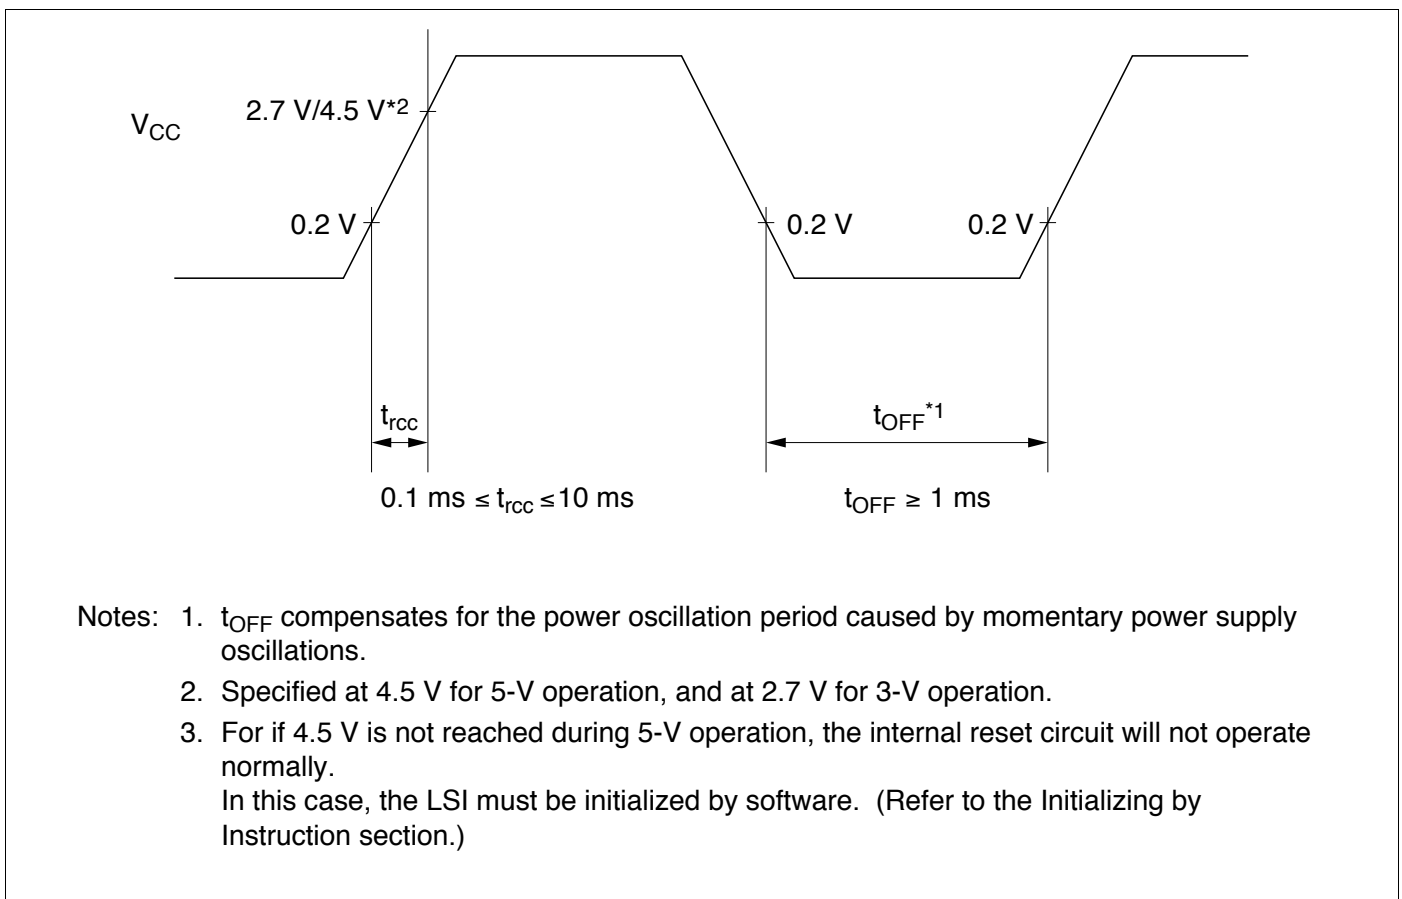 2.7 V/4.5 V*2
VCC
0.2 V
0.2 V
0.2 V
trcc
tOFF*1
0.1 ms ≤ trcc ≤10 ms
tOFF ≥ 1 ms
Notes: 1. tOFF compensates for the power oscillation period caused by momentary power supply
oscillations.
2. Specified at 4.5 V for 5-V operation, and at 2.7 V for 3-V operation.
3. For if 4.5 V is not reached during 5-V operation, the internal reset circuit will not operate
normally.
In this case, the LSI must be initialized by software. (Refer to the Initializing by
Instruction section.)